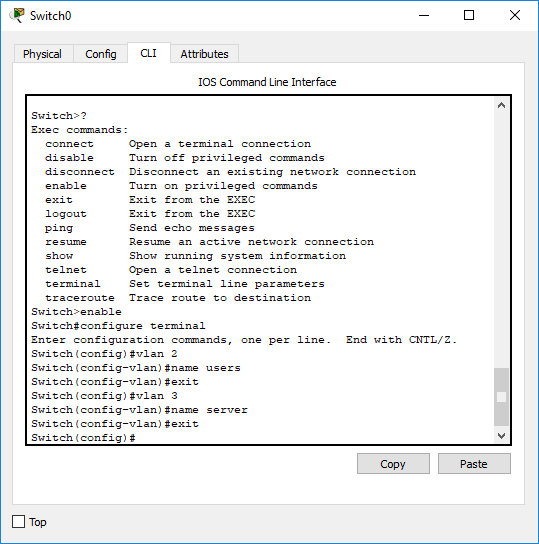 Switch0
Physical Config CLI Attributes
IOS Command Line Interface
Switch>?
Exec commands:
  connect     Open a terminal connection
  disable     Turn off privileged commands
  disconnect  Disconnect an existing network connection
  enable      Turn on privileged commands
  exit        Exit from the EXEC
  logout      Exit from the EXEC
  ping        Send echo messages
  resume      Resume an active network connection
  show        Show running system information
  telnet      Open a telnet connection
  terminal    Set terminal line parameters
  traceroute  Trace route to destination
Switch>enable
Switch#configure terminal
Enter configuration commands, one per line.  End with CNTL/Z.
Switch(config)#vlan 2
Switch(config-vlan)#name users
Switch(config-vlan)#exit
Switch(config)#vlan 3
Switch(config-vlan)#name server
Switch(config-vlan)#exit
Switch(config)#
Copy Paste
Top